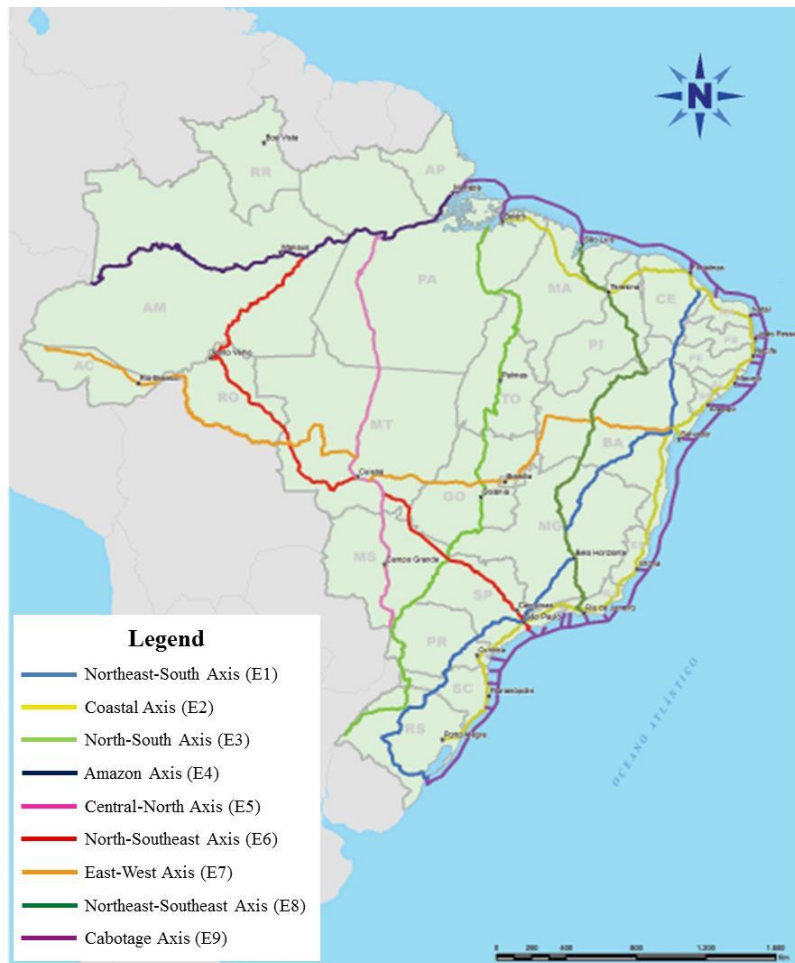 N
Boa Vista
RR
AP
Manaus
Belém
São Luís
PA
AM
MA
CE
Teresina
Natal
PI
Porto Velho
AC
Rio Branco
RO
Palmas
TO
MT
BA
Salvador
Cuiabá
Brasília
GO
Goiânia
MG
MS
Campo Grande
Belo Horizonte
Vitória
SP
Campinas
São Paulo
Rio de Janeiro
PR
Curitiba
SC
Florianópolis
RS
Porto Alegre
OCEANO ATLÂNTICO
Legend
Northeast-South Axis (E1)
Coastal Axis (E2)
North-South Axis (E3)
Amazon Axis (E4)
Central-North Axis (E5)
North-Southeast Axis (E6)
East-West Axis (E7)
Northeast-Southeast Axis (E8)
Cabotage Axis (E9)
0 200 400 800 1.200 1.600
Km